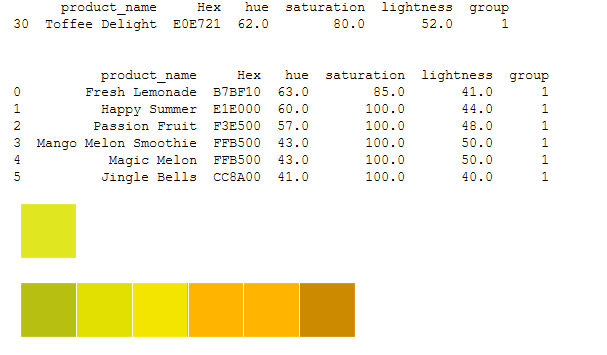 product_name Hex hue saturation lightness group
30 Toffee Delight E0E721 62.0 80.0 52.0 1
product_name Hex hue saturation lightness group
0 Fresh Lemonade B7BF10 63.0 85.0 41.0 1
1 Happy Summer E1E000 60.0 100.0 44.0 1
2 Passion Fruit F3E500 57.0 100.0 48.0 1
3 Mango Melon Smoothie FFB500 43.0 100.0 50.0 1
4 Magic Melon FFB500 43.0 100.0 50.0 1
5 Jingle Bells CC8A00 41.0 100.0 40.0 1